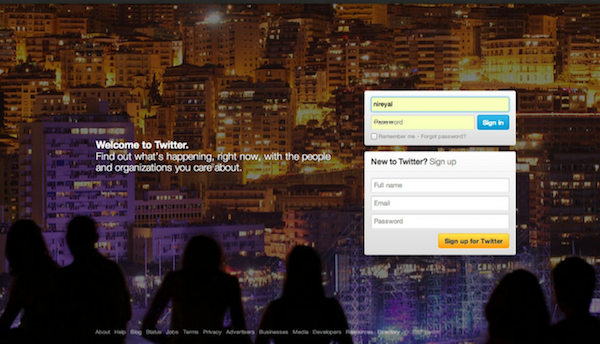 Welcome to Twitter.
Find out what's happening, right now, with the people
and organizations you care about.
nireyal
Password
Sign in
Remember me · Forgot password?
New to Twitter? Sign up
Full name
Email
Password
Sign up for Twitter
About Help Blog Status Jobs Terms Privacy Advertisers Businesses Media Developers Resources Directory